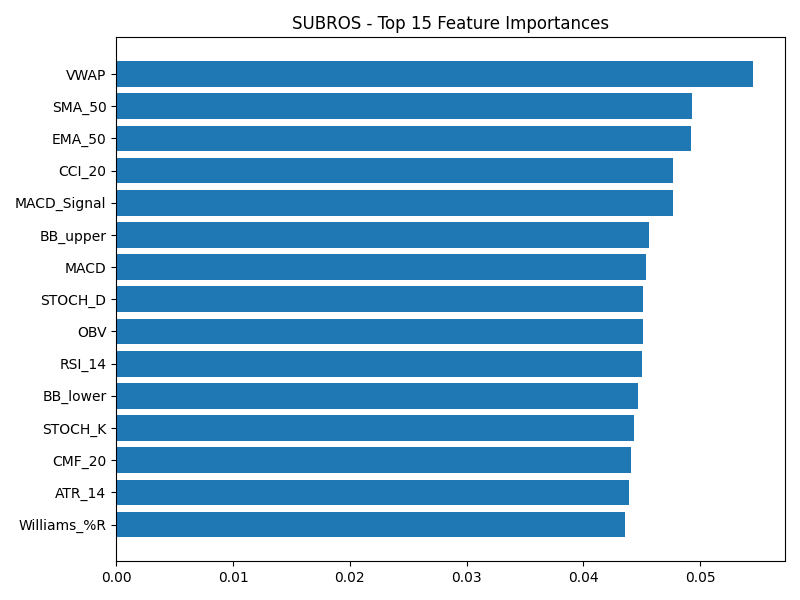 SUBROS - Top 15 Feature Importances
VWAP
SMA_50
EMA_50
CCI_20
MACD_Signal
BB_upper
MACD
STOCH_D
OBV
RSI_14
BB_lower
STOCH_K
CMF_20
ATR_14
Williams_%R
0.00 0.01 0.02 0.03 0.04 0.05